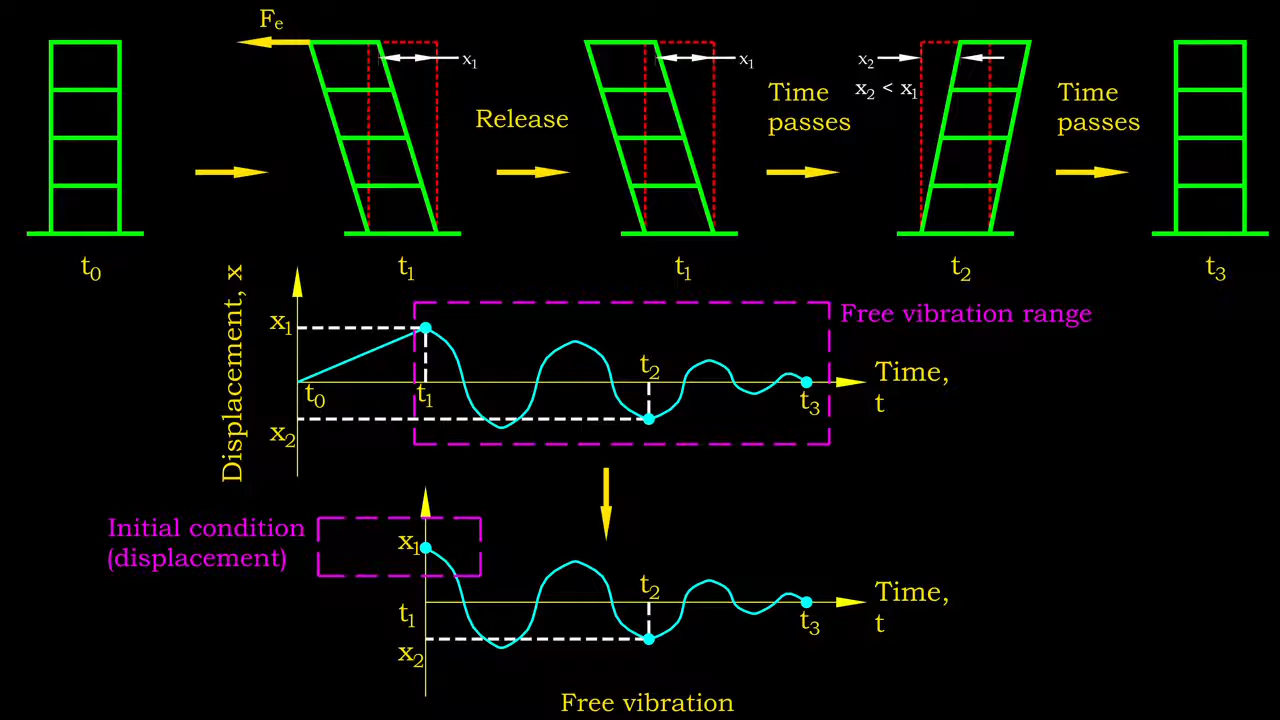 Fₑ
x₁
x₁
x₂
x₂ < x₁
Release
Time
passes
Time
passes
t₀
t₁
t₁
t₂
t₃
Displacement, x
x₁
x₂
t₀
t₁
t₂
t₃
Free vibration range
Time,
t
Initial condition
(displacement)
x₁
t₁
x₂
t₂
t₃
Time,
t
Free vibration